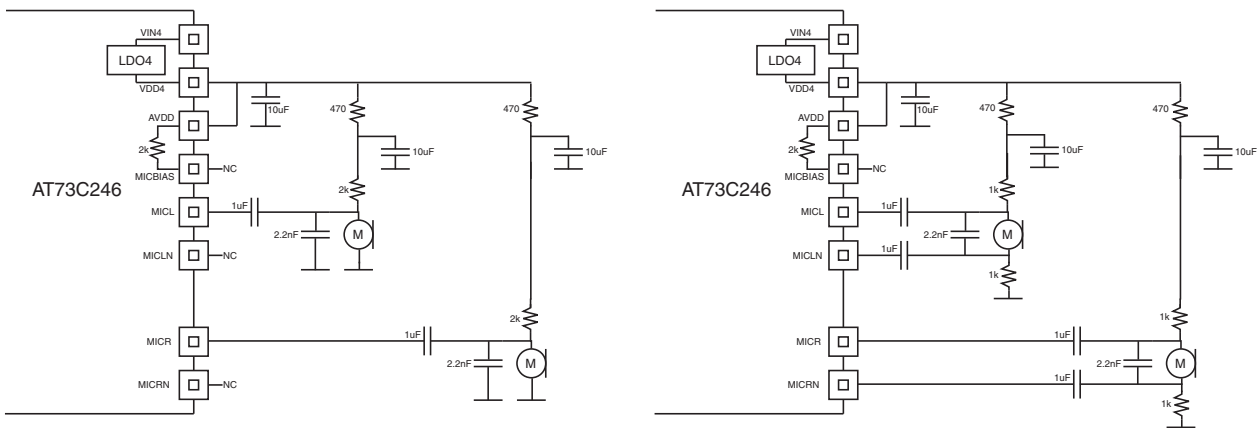 VIN4
LDO4
VDD4
10uF
470
470
AVDD
2k
10uF
10uF
AT73C246
MICBIAS
NC
2k
MICL
1uF
2.2nF
M
MICLN
NC
2k
MICR
1uF
2.2nF
M
MICRN
NC
VIN4
LDO4
VDD4
10uF
470
470
AVDD
2k
10uF
10uF
AT73C246
MICBIAS
NC
1k
MICL
1uF
2.2nF
M
MICLN
1uF
1k
1k
MICR
1uF
2.2nF
M
MICRN
1uF
1k